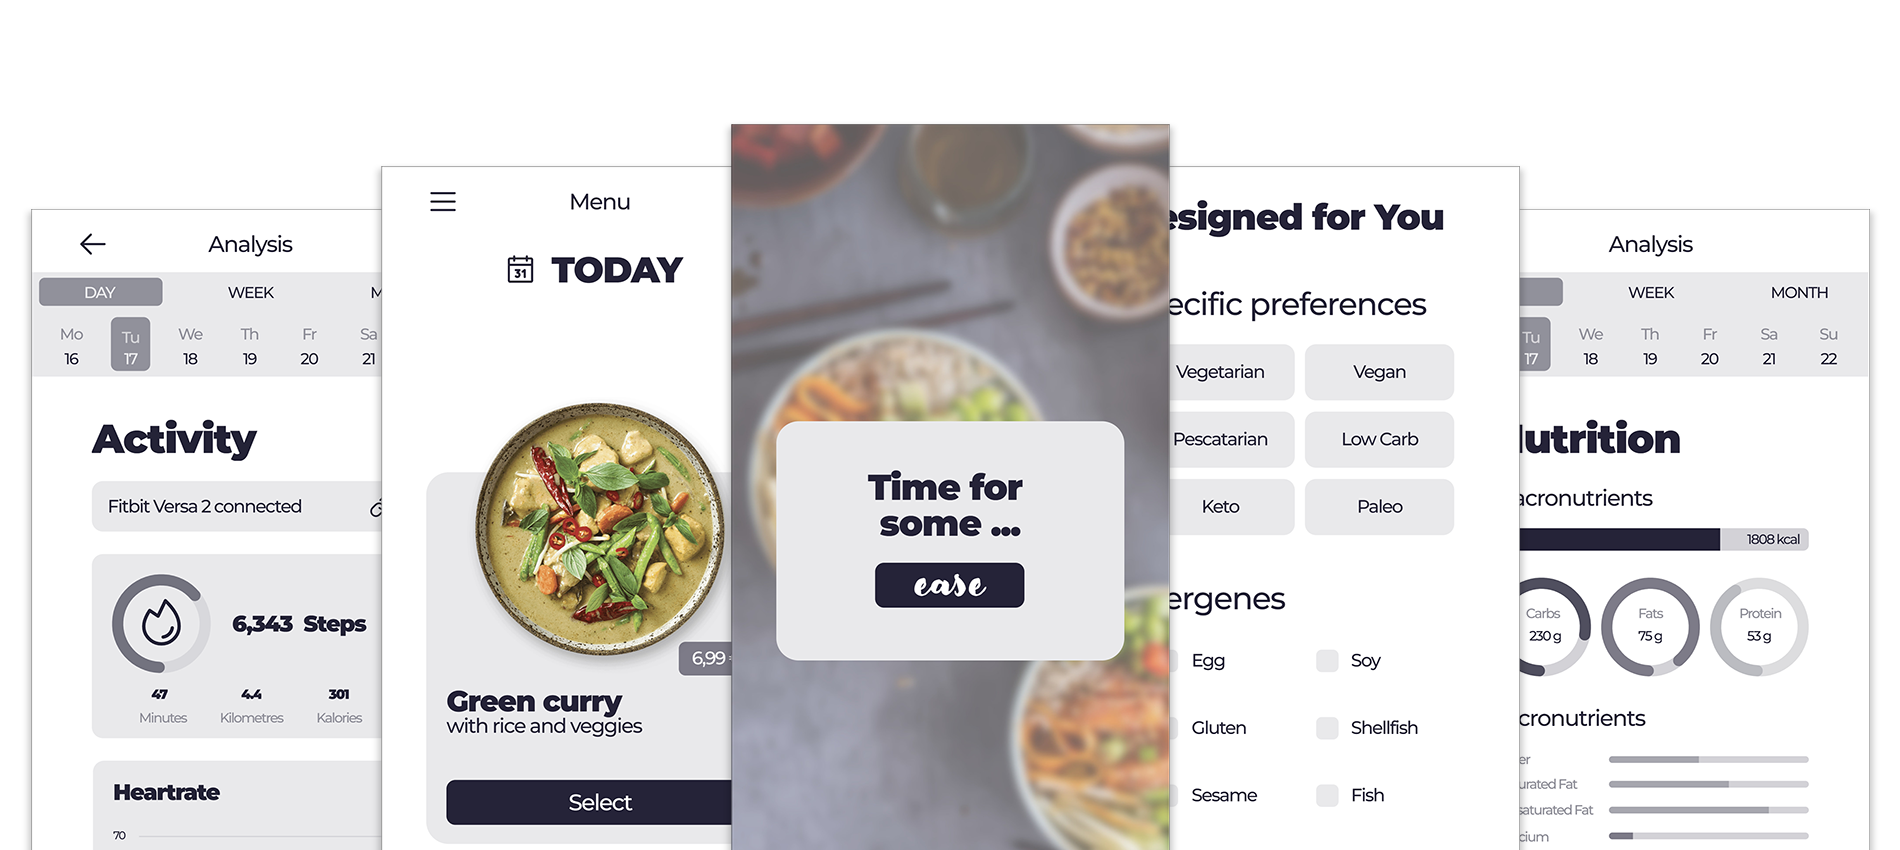 Analysis
DAY WEEK M
Mo Tu We Th Fr Sa
16 17 18 19 20 21
Activity
Fitbit Versa 2 connected
6,343 Steps
47 4.4 301
Minutes Kilometres Kalories
Heartrate
70
Menu
31 TODAY
6,99
Green curry
with rice and veggies
Select
Time for
some ...
ease
esigned for You
ecific preferences
Vegetarian Vegan
Pescatarian Low Carb
Keto Paleo
ergenes
Egg Soy
Gluten Shellfish
Sesame Fish
Analysis
WEEK MONTH
Tu We Th Fr Sa Su
17 18 19 20 21 22
utrition
acronutrients
1808 kcal
Carbs Fats Protein
230 g 75 g 53 g
cronutrients
er
urated Fat
saturated Fat
cium